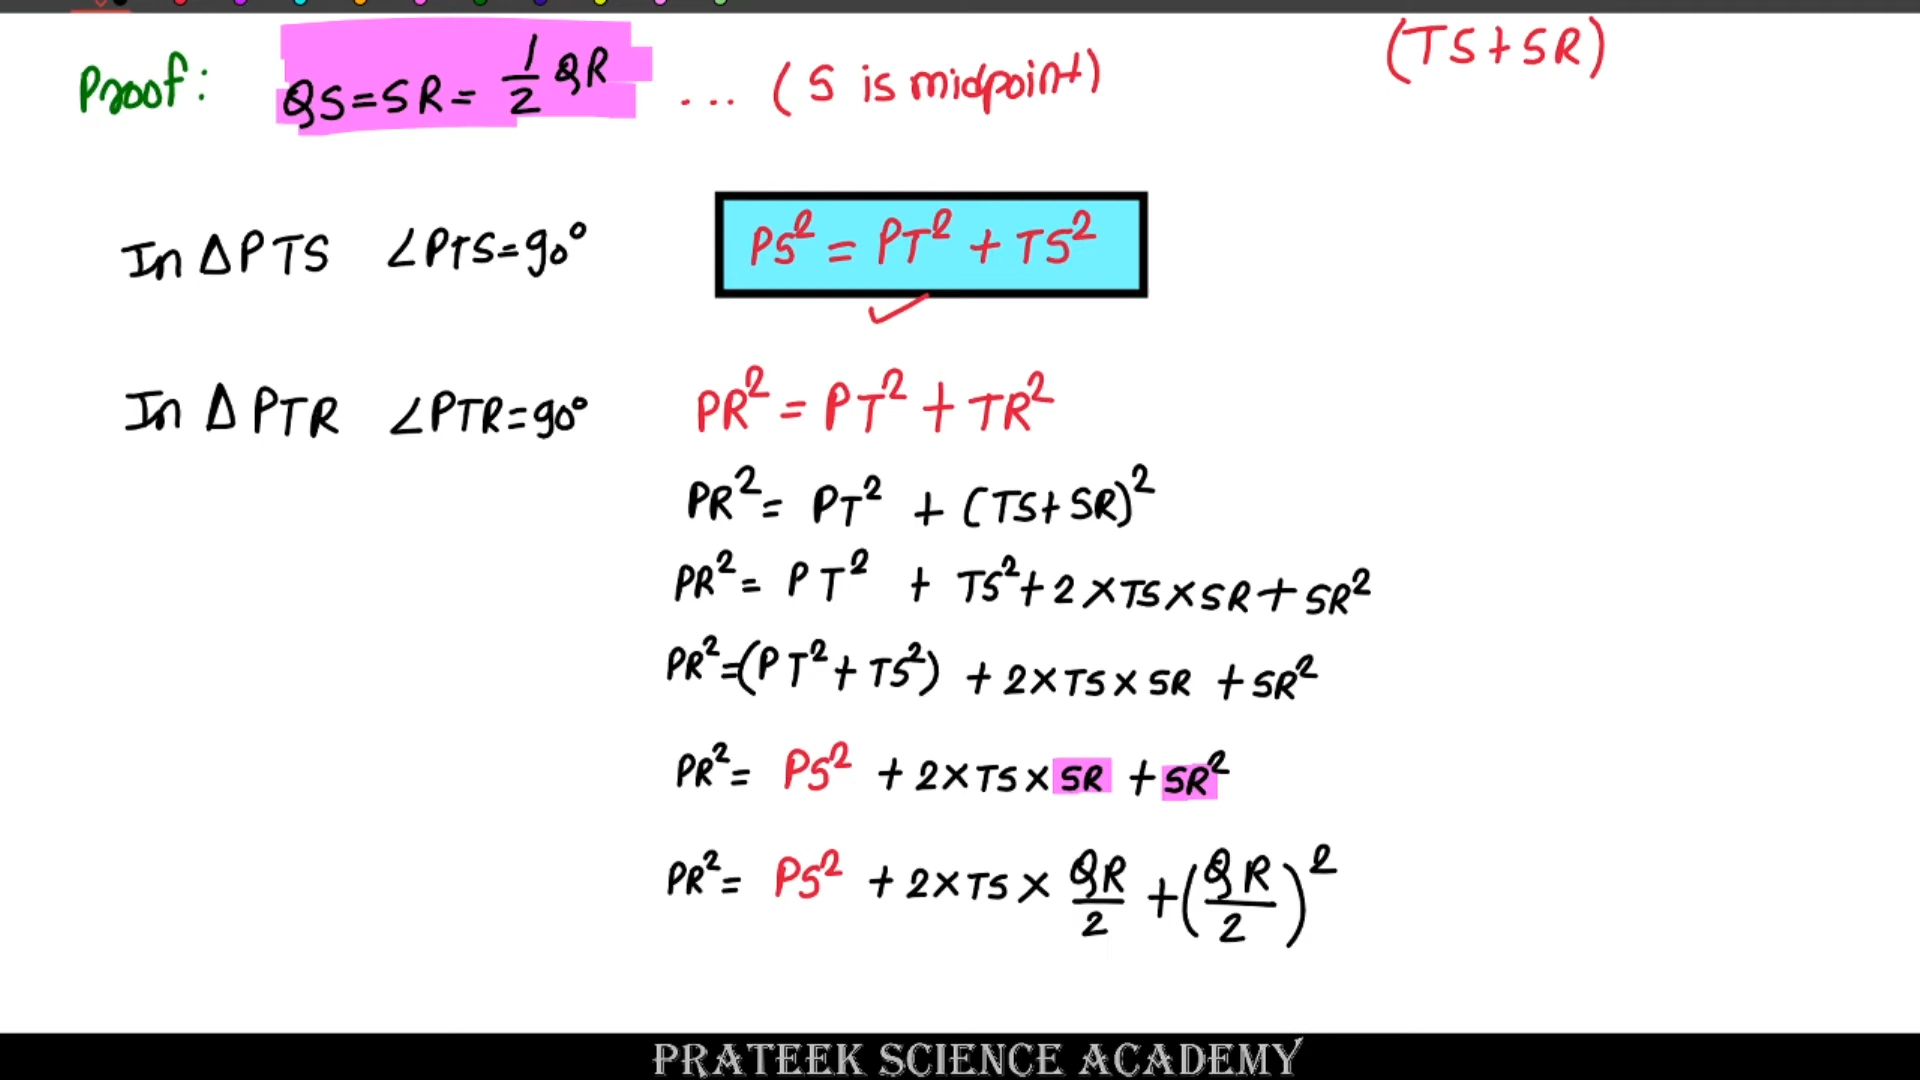 (TS+SR)
Proof: QS=SR= 1/2 QR ... (S is midpoint)
In ΔPTS ∠PTS=90° PS² = PT² + TS²
In ΔPTR ∠PTR=90° PR² = PT² + TR²
PR² = PT² + (TS+SR)²
PR² = PT² + TS² + 2×TS×SR + SR²
PR² = (PT² + TS²) + 2×TS×SR + SR²
PR² = PS² + 2×TS×SR + SR²
PR² = PS² + 2×TS× QR/2 + (QR/2)²
PRATEEK SCIENCE ACADEMY